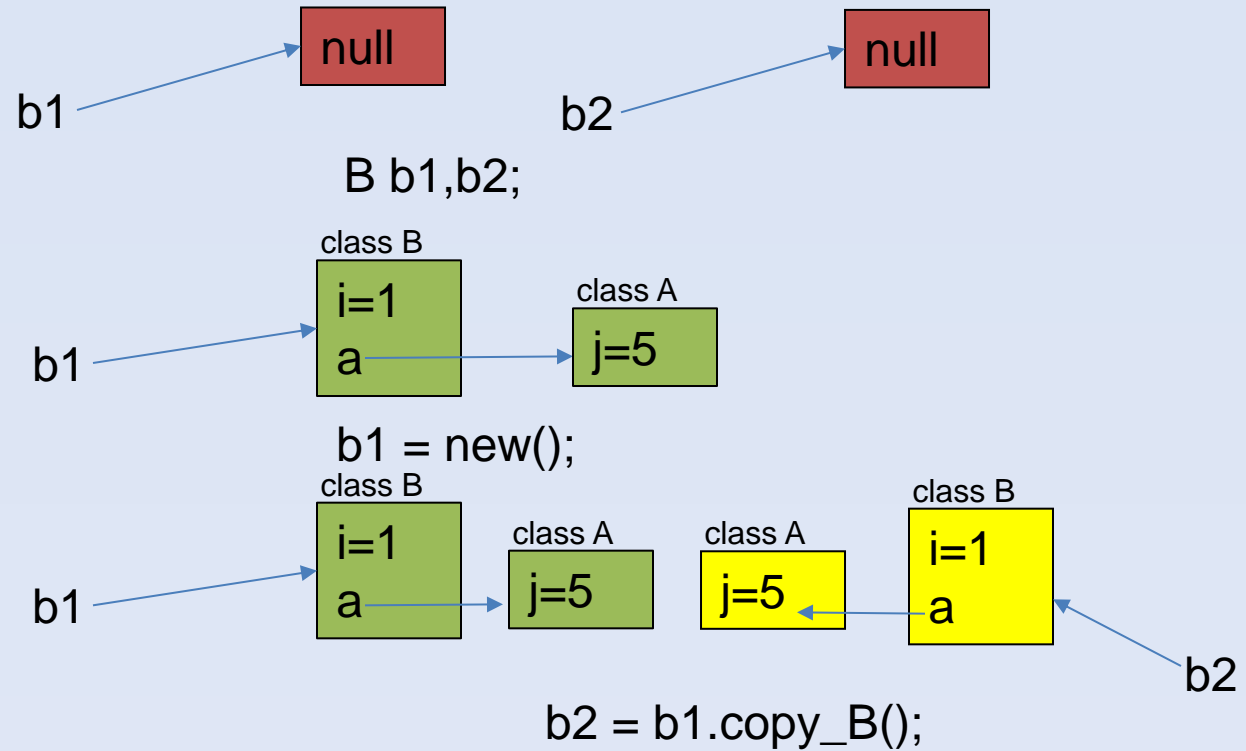 null
null
b1
b2
B b1,b2;
class B
i=1
class A
b1
a
j=5
b1 = new();
class B
class B
i=1
class A
class A
i=1
b1
a
j=5
j=5
a
b2
b2 = b1.copy_B();